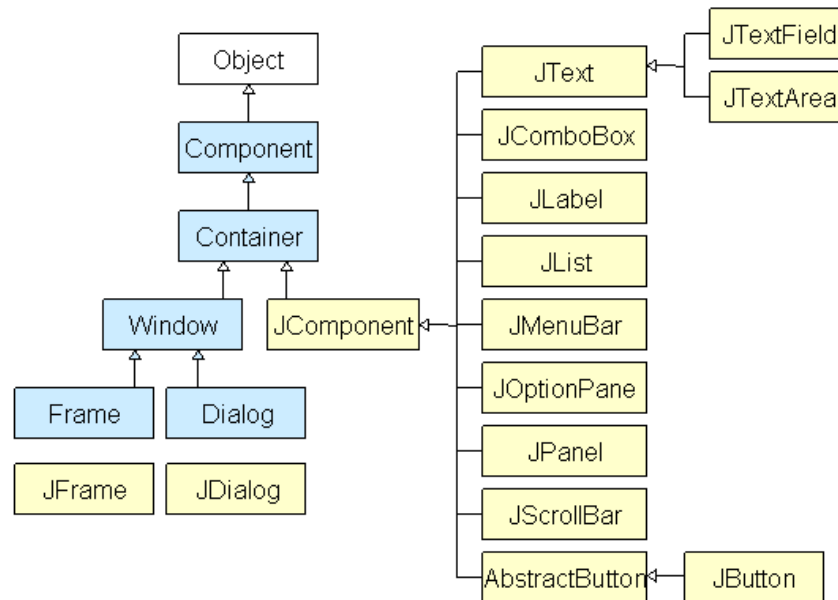 Object
Component
Container
Window
JComponent
Frame
Dialog
JFrame
JDialog
JText
JComboBox
JLabel
JList
JMenuBar
JOptionPane
JPanel
JScrollBar
AbstractButton
JTextField
JTextArea
JButton